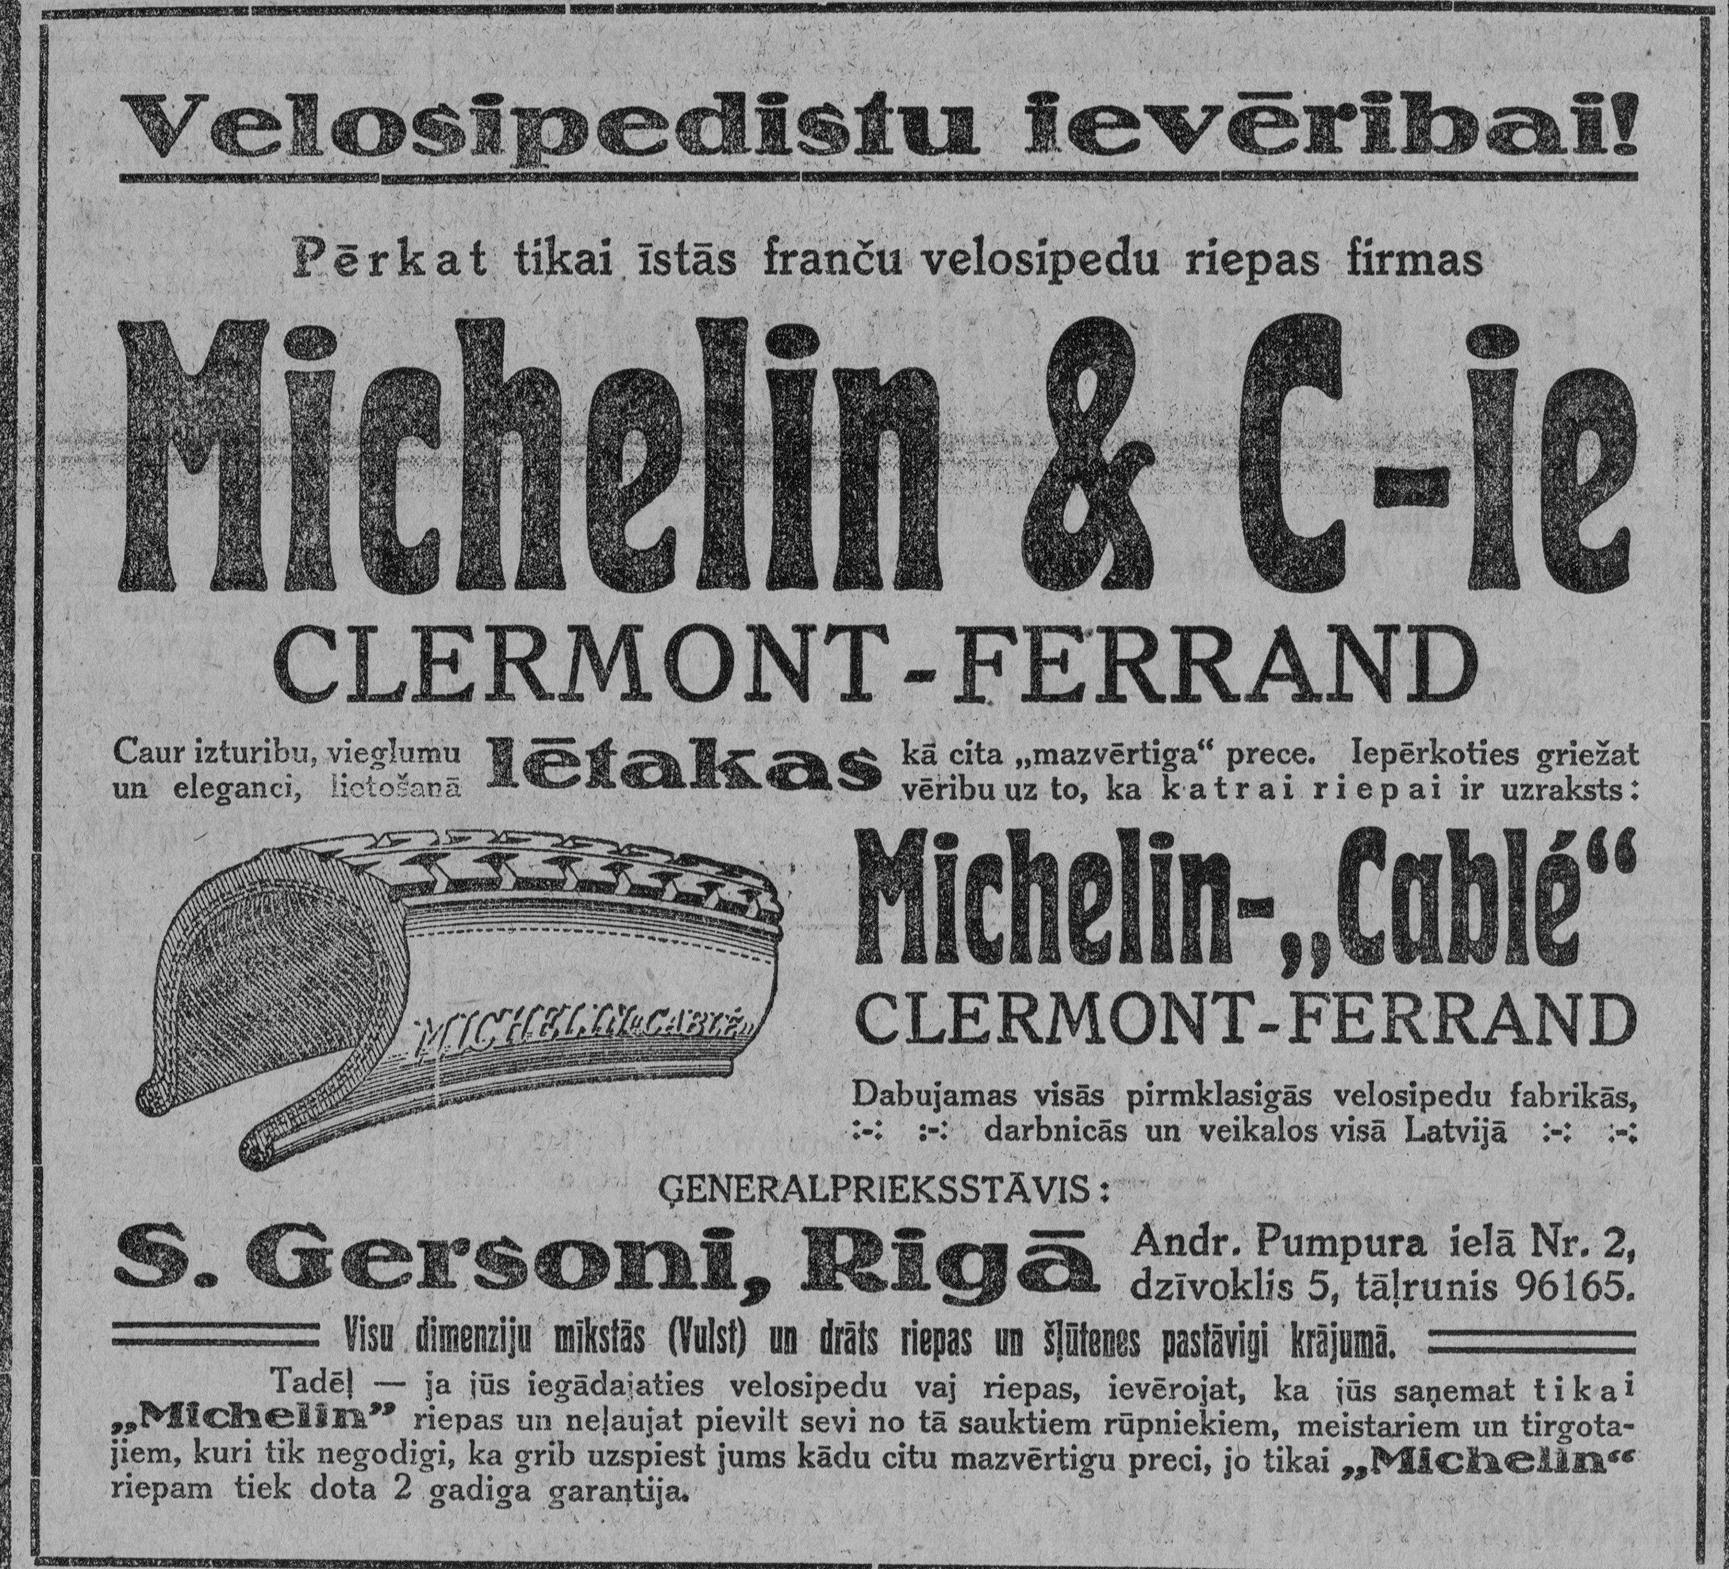 Velosipedistu ievērībai!
Pērkat tikai īstās franču velosipedu riepas firmas
Michelin & C-ie
CLERMONT-FERRAND
Caur izturibu, vieglumu
un eleganci, lietošanā
lētakas
kā cita „mazvērtiga“ prece. Iepērkoties griežat
vēribu uz to, ka katrai riepai ir uzraksts:
MICHELIN „CABLÉ„
Michelin-„Cablé“
CLERMONT-FERRAND
Dabujamas visās pirmklasigās velosipedu fabrikās,
:-: :-: darbnicās un veikalos visā Latvijā :-: :-:
ĢENERALPRIEKSSTĀVIS:
S. Gersoni, Rigā
Andr. Pumpura ielā Nr. 2,
dzīvoklis 5, tāļrunis 96165.
Visu dimenziju mīkstās (Vulst) un drāts riepas un šļūtenes pastāvigi krājumā.
Tadēļ — ja jūs iegādajaties velosipedu vaj riepas, ievērojat, ka jūs saņemat tikai
„Michelin” riepas un neļaujat pievilt sevi no tā sauktiem rūpniekiem, meistariem un tirgota-
jiem, kuri tik negodigi, ka grib uzspiest jums kādu citu mazvērtigu preci, jo tikai „Michelin“
riepam tiek dota 2 gadiga garantija.